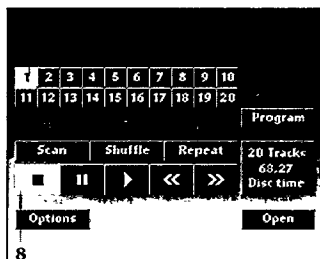 1 2 3 4 5 6 7 8 9 10
11 12 13 14 15 16 17 18 19 20
Program
Scan Shuffle Repeat
20 Tracks
68.27
Disc time
Options Open
8